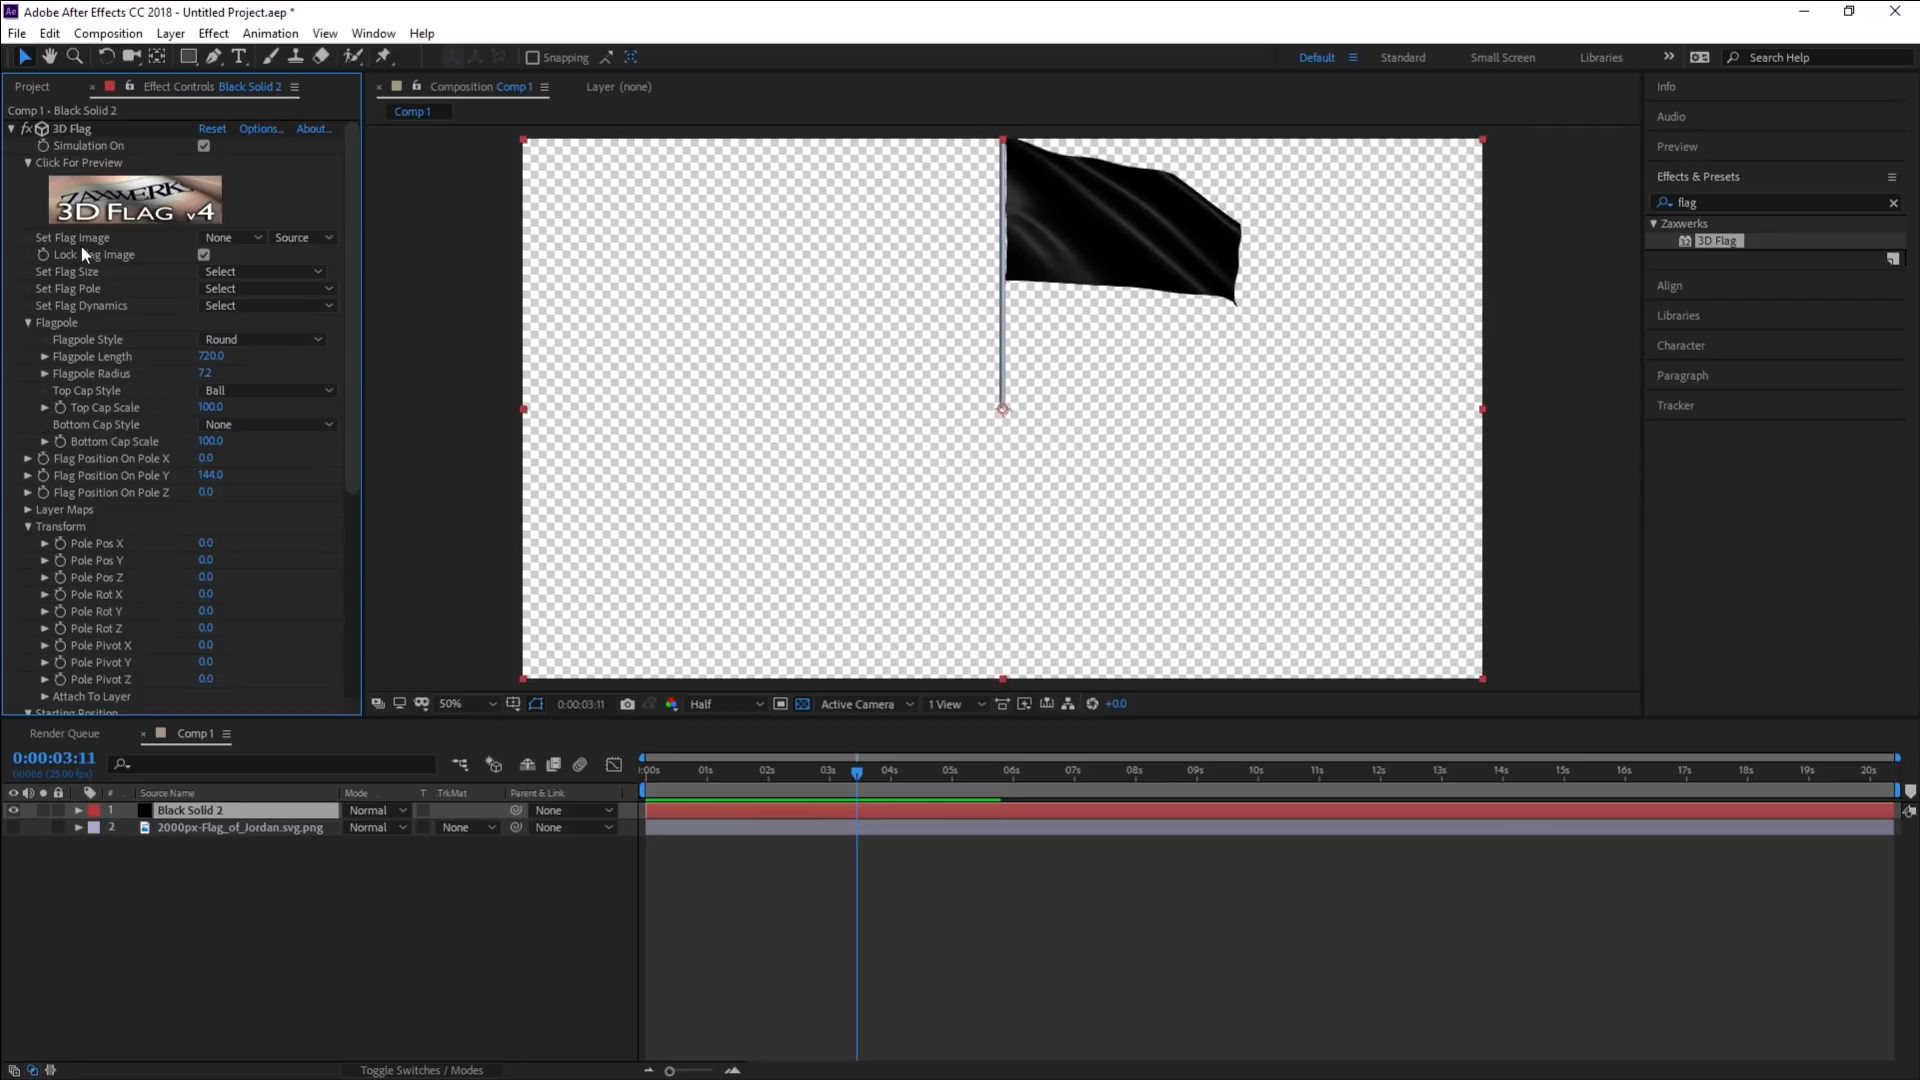 Adobe After Effects CC 2018 - Untitled Project.aep *
File Edit Composition Layer Effect Animation View Window Help
Snapping Default Standard Small Screen Libraries Search Help
Project Effect Controls Black Solid 2 Composition Comp 1 Layer (none)
Comp 1 • Black Solid 2
Comp 1
fx 3D Flag Reset Options... About...
Simulation On
Click For Preview
ZAXWERKS
3D FLAG v4
Set Flag Image None Source
Lock Flag Image
Set Flag Size Select
Set Flag Pole Select
Set Flag Dynamics Select
Flagpole
Flagpole Style Round
Flagpole Length 720.0
Flagpole Radius 7.2
Top Cap Style Ball
Top Cap Scale 100.0
Bottom Cap Style None
Bottom Cap Scale 100.0
Flag Position On Pole X 0.0
Flag Position On Pole Y 144.0
Flag Position On Pole Z 0.0
Layer Maps
Transform
Pole Pos X 0.0
Pole Pos Y 0.0
Pole Pos Z 0.0
Pole Rot X 0.0
Pole Rot Y 0.0
Pole Rot Z 0.0
Pole Pivot X 0.0
Pole Pivot Y 0.0
Pole Pivot Z 0.0
Attach To Layer
Starting Position
50% 0:00:03:11 Half Active Camera 1 View +0.0
Info
Audio
Preview
Effects & Presets
flag
Zaxwerks
3D Flag
Align
Libraries
Character
Paragraph
Tracker
Render Queue Comp 1
0:00:03:11
00086 (25.00 fps)
:00s 01s 02s 03s 04s 05s 06s 07s 08s 09s 10s 11s 12s 13s 14s 15s 16s 17s 18s 19s 20s
# Source Name Mode T TrkMat Parent & Link
1 Black Solid 2 Normal None
2 2000px-Flag_of_Jordan.svg.png Normal None None
Toggle Switches / Modes